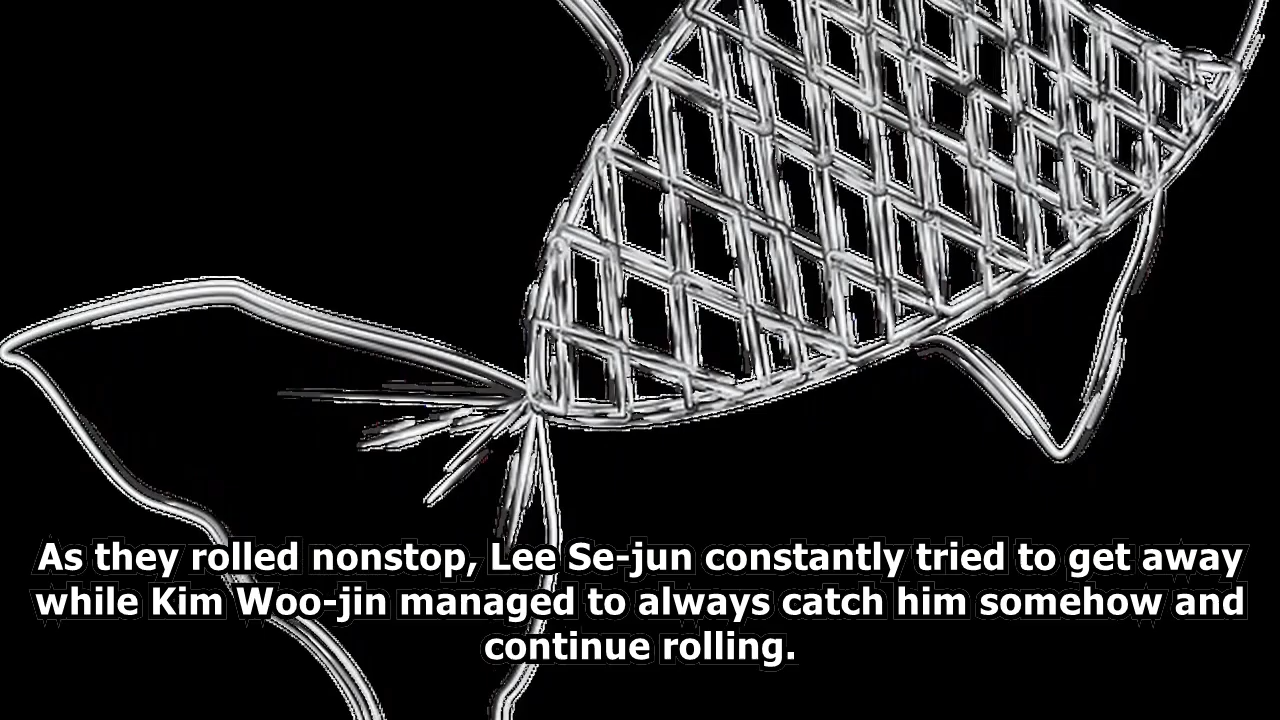 As they rolled nonstop, Lee Se-jun constantly tried to get away
while Kim Woo-jin managed to always catch him somehow and
continue rolling.